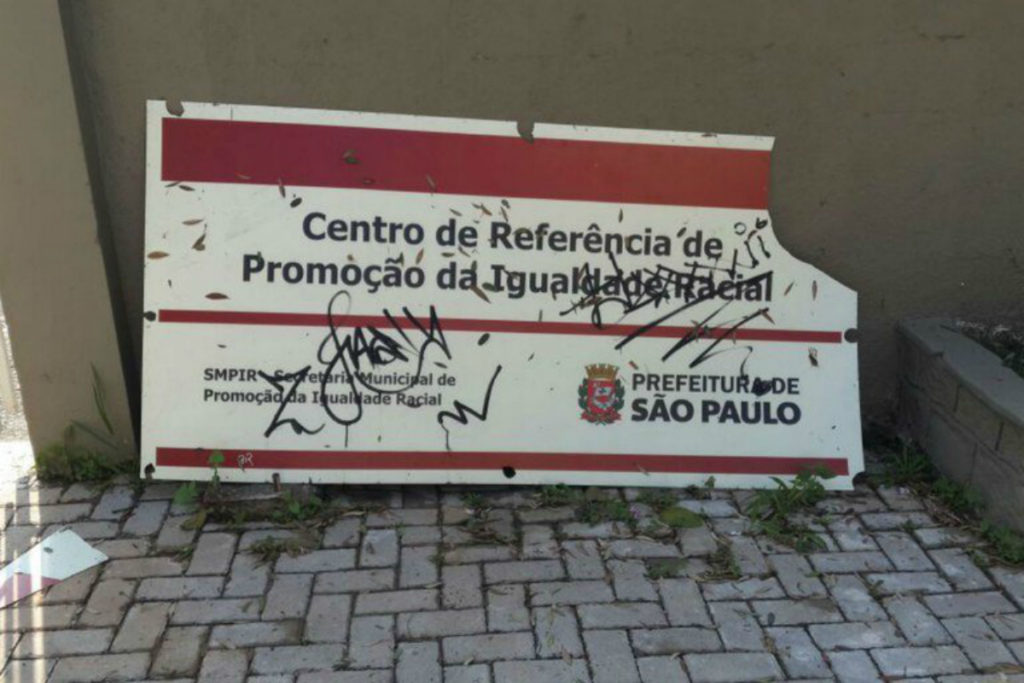 Centro de Referência de
Promoção da Igualdade Racial
SMPIR - Secretaria Municipal de
Promoção da Igualdade Racial
PREFEITURA DE
SÃO PAULO